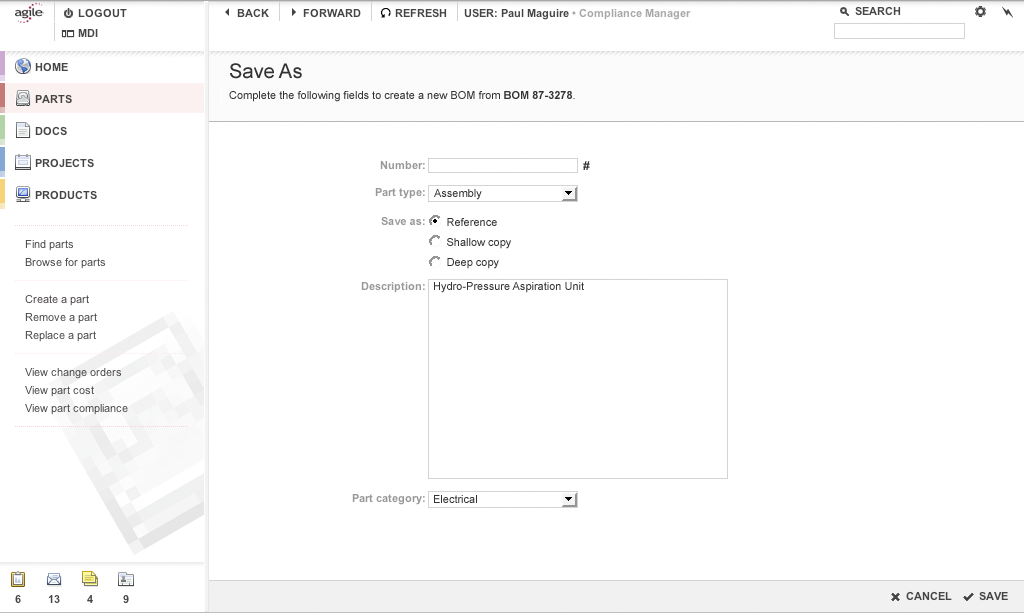 agile
LOGOUT
MDI
BACK
FORWARD
REFRESH
USER: Paul Maguire • Compliance Manager
SEARCH
HOME
PARTS
DOCS
PROJECTS
PRODUCTS
Find parts
Browse for parts
Create a part
Remove a part
Replace a part
View change orders
View part cost
View part compliance
6
13
4
9
Save As
Complete the following fields to create a new BOM from BOM 87-3278.
Number: #
Part type: Assembly
Save as: Reference
Shallow copy
Deep copy
Description: Hydro-Pressure Aspiration Unit
Part category: Electrical
CANCEL
SAVE